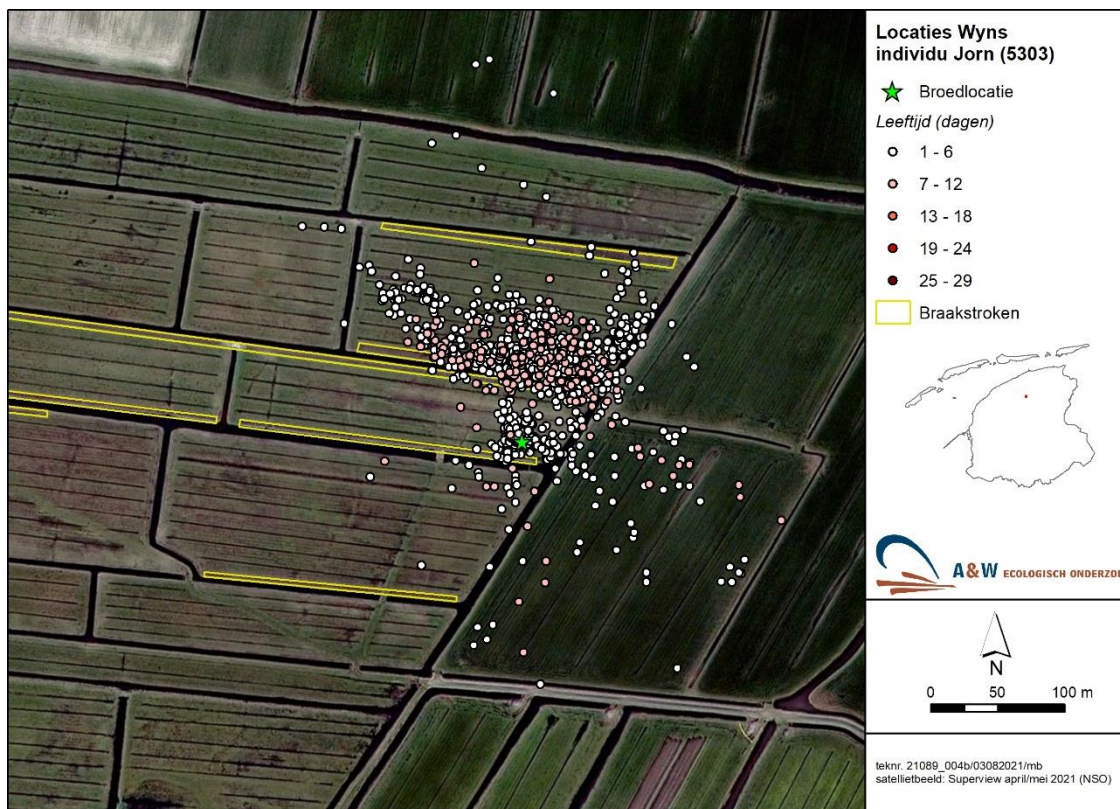 Locaties Wyns
individu Jorn (5303)
Broedlocatie
Leeftijd (dagen)
1 - 6
7 - 12
13 - 18
19 - 24
25 - 29
Braakstroken
A&W ECOLOGISCH ONDERZO
N
0 50 100 m
teknr. 21089_004b/03082021/mb
satellietbeeld: Superview april/mei 2021 (NSO)